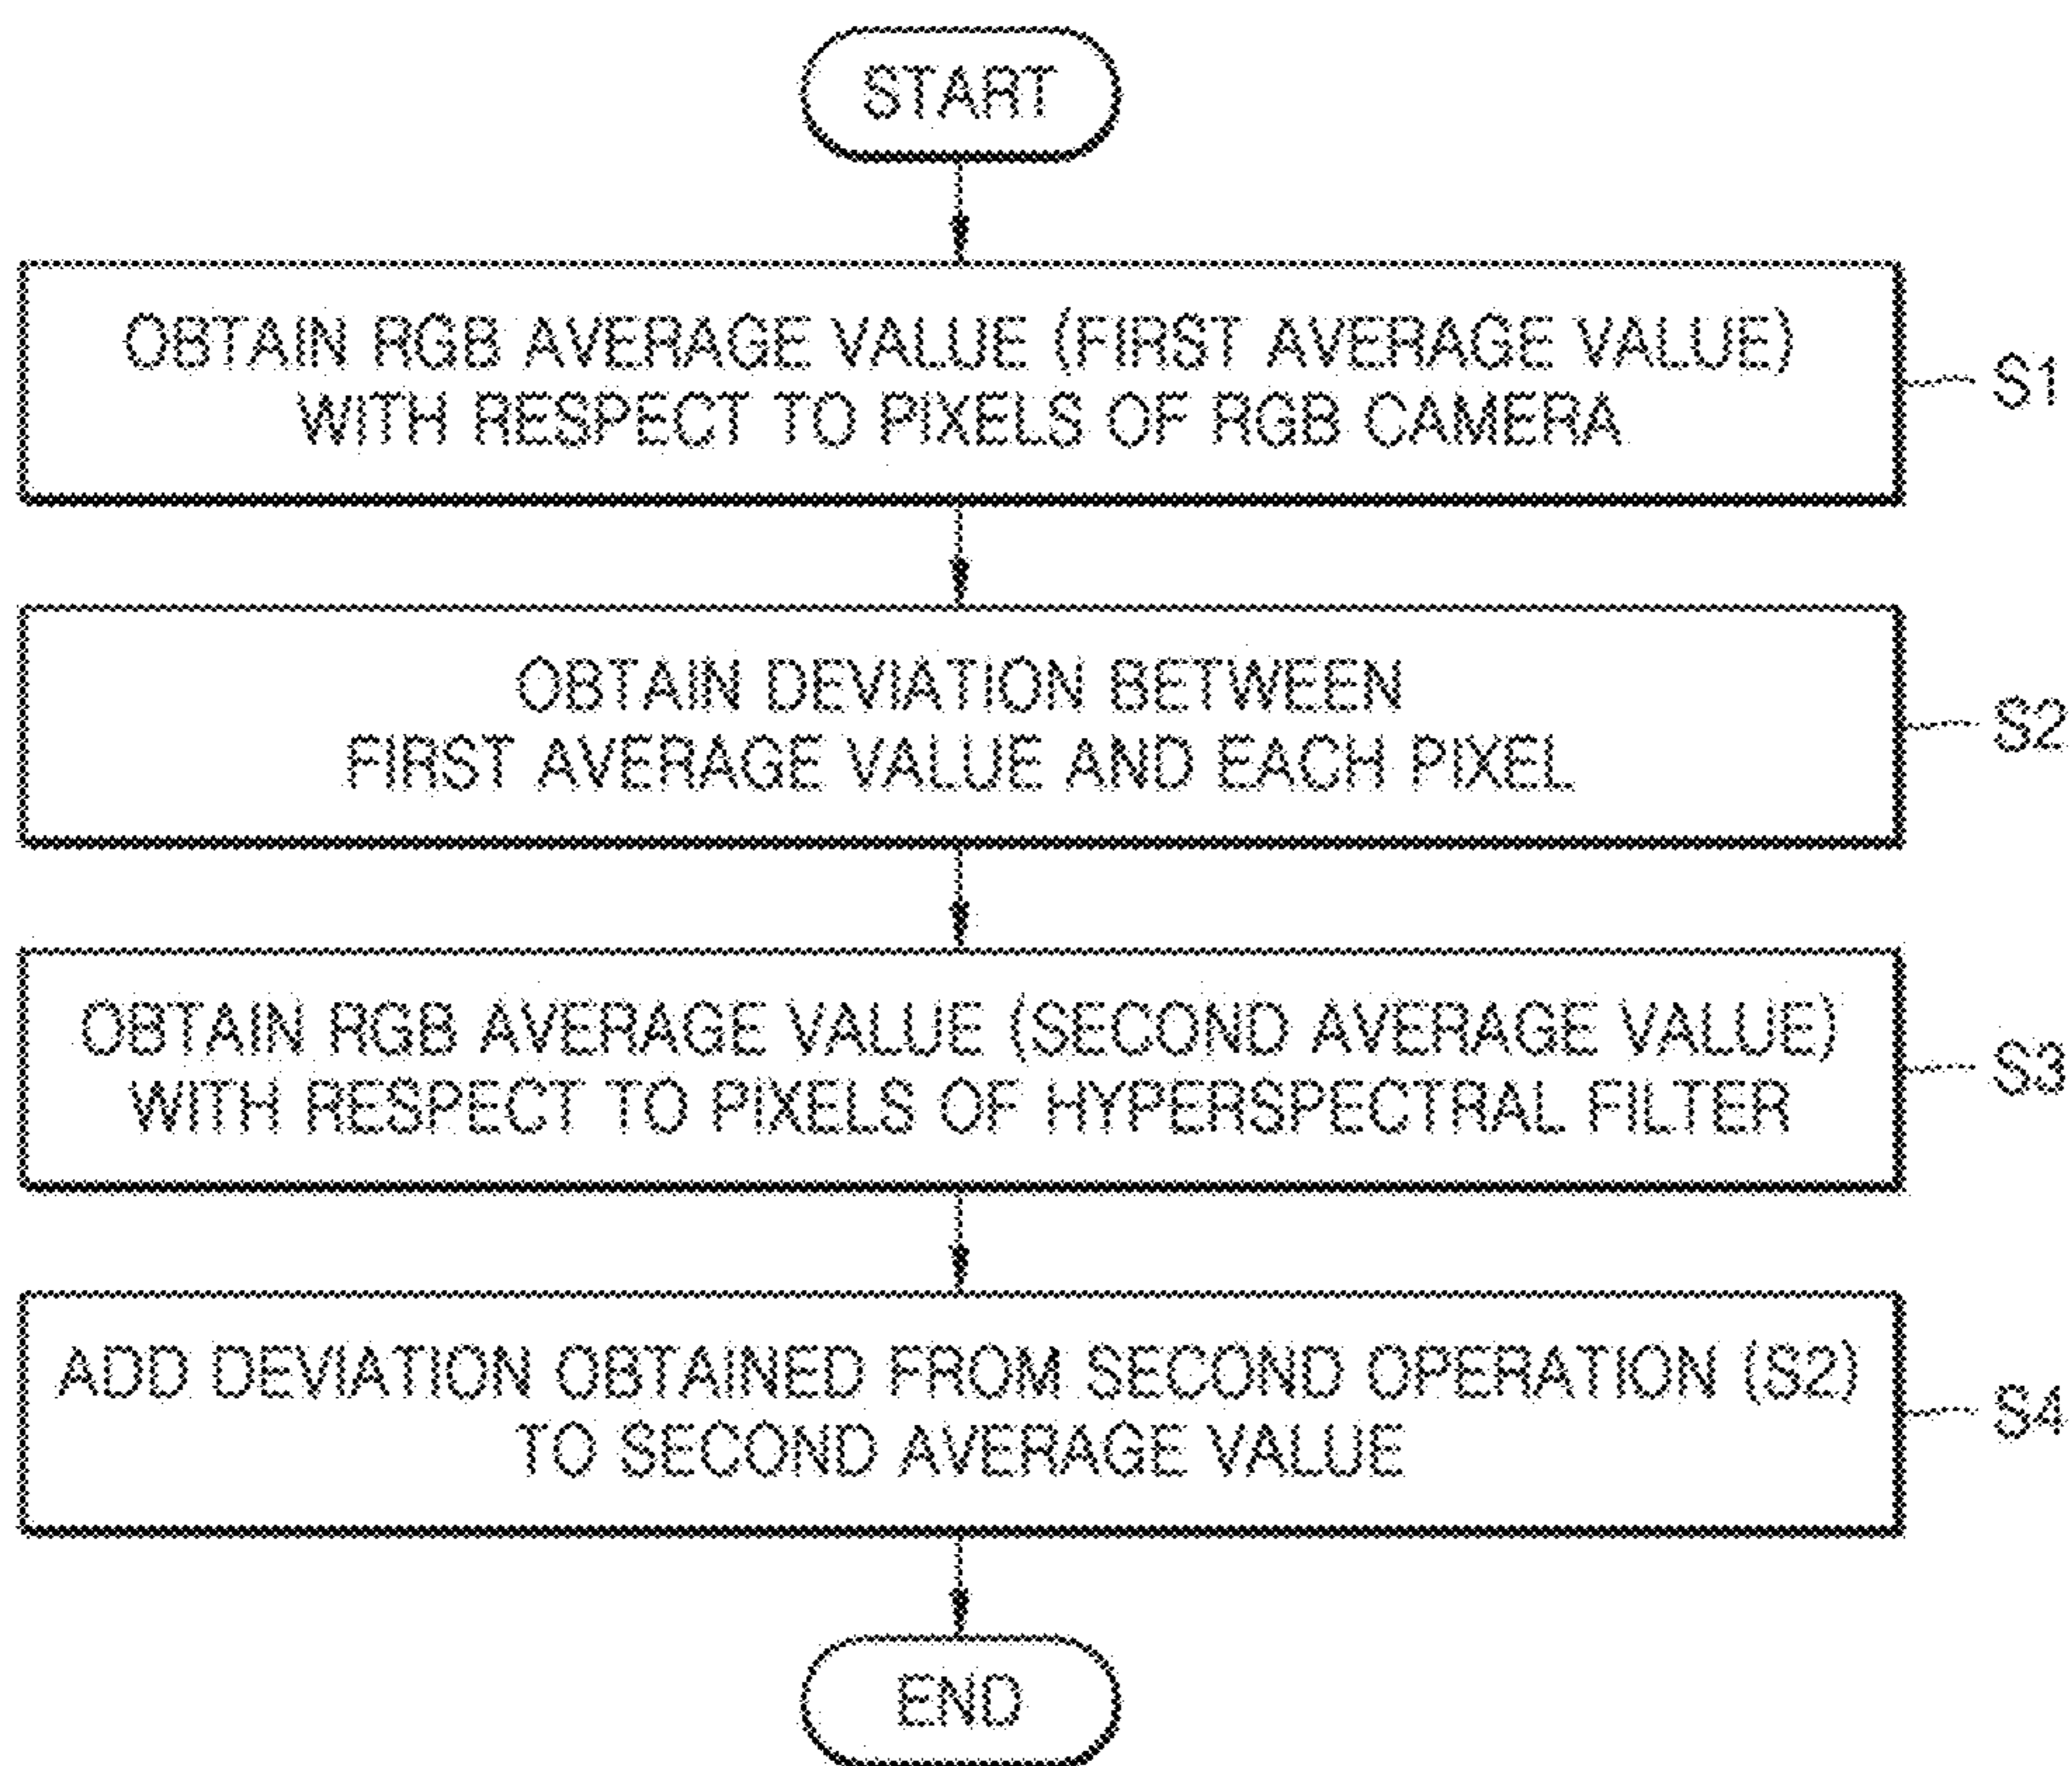 START
OBTAIN RGB AVERAGE VALUE (FIRST AVERAGE VALUE)
WITH RESPECT TO PIXELS OF RGB CAMERA
S1
OBTAIN DEVIATION BETWEEN
FIRST AVERAGE VALUE AND EACH PIXEL
S2
OBTAIN RGB AVERAGE VALUE (SECOND AVERAGE VALUE)
WITH RESPECT TO PIXELS OF HYPERSPECTRAL FILTER
S3
ADD DEVIATION OBTAINED FROM SECOND OPERATION (S2)
TO SECOND AVERAGE VALUE
S4
END